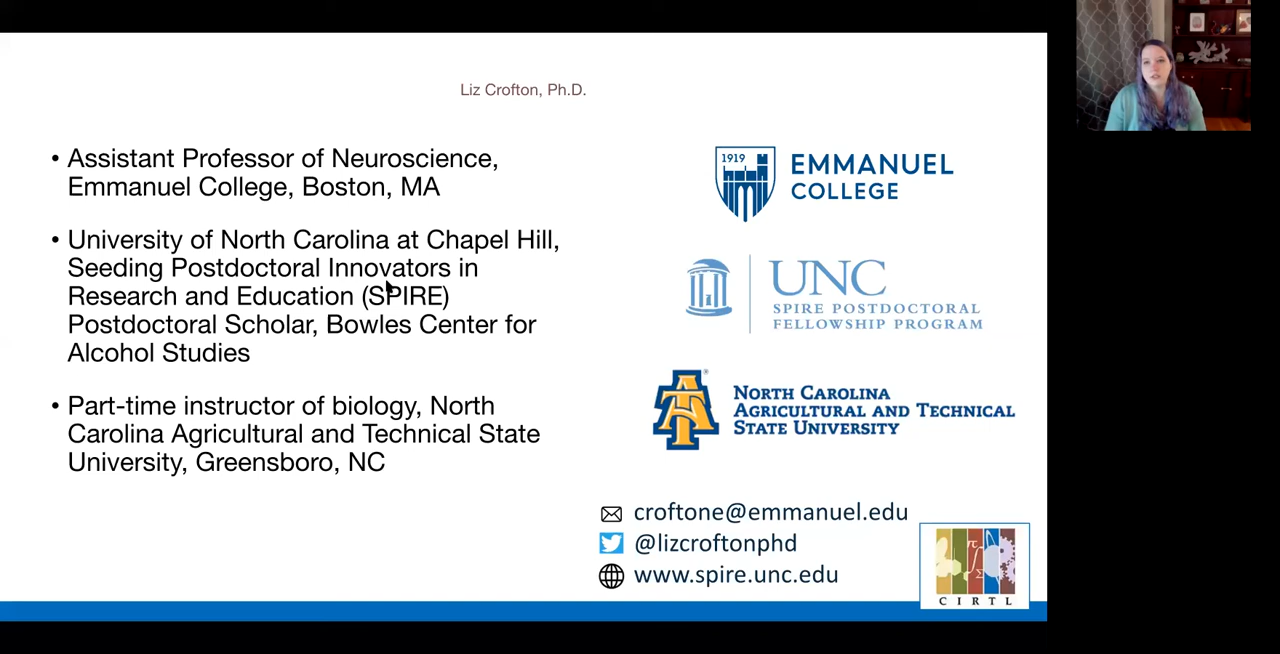 Liz Crofton, Ph.D.
• Assistant Professor of Neuroscience,
Emmanuel College, Boston, MA
• University of North Carolina at Chapel Hill,
Seeding Postdoctoral Innovators in
Research and Education (SPIRE)
Postdoctoral Scholar, Bowles Center for
Alcohol Studies
• Part-time instructor of biology, North
Carolina Agricultural and Technical State
University, Greensboro, NC
1919
EMMANUEL
COLLEGE
UNC
SPIRE POSTDOCTORAL
FELLOWSHIP PROGRAM
AT
NORTH CAROLINA
AGRICULTURAL AND TECHNICAL
STATE UNIVERSITY
croftone@emmanuel.edu
@lizcroftonphd
www.spire.unc.edu
π
∫
Σ
CIRTL